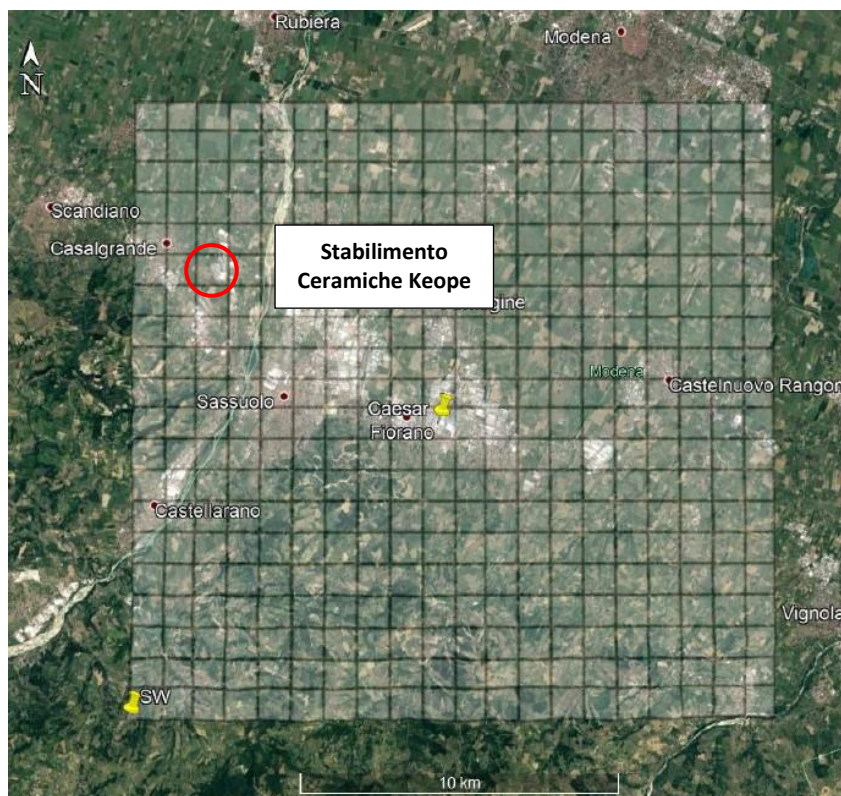 Rubiera
Modena
N
Scandiano
Casalgrande
Stabilimento
Ceramiche Keope
Modena
Castelnuovo Rangon
Sassuolo
Caesar
Fiorano
Castellarano
Vignola
SW
10 km